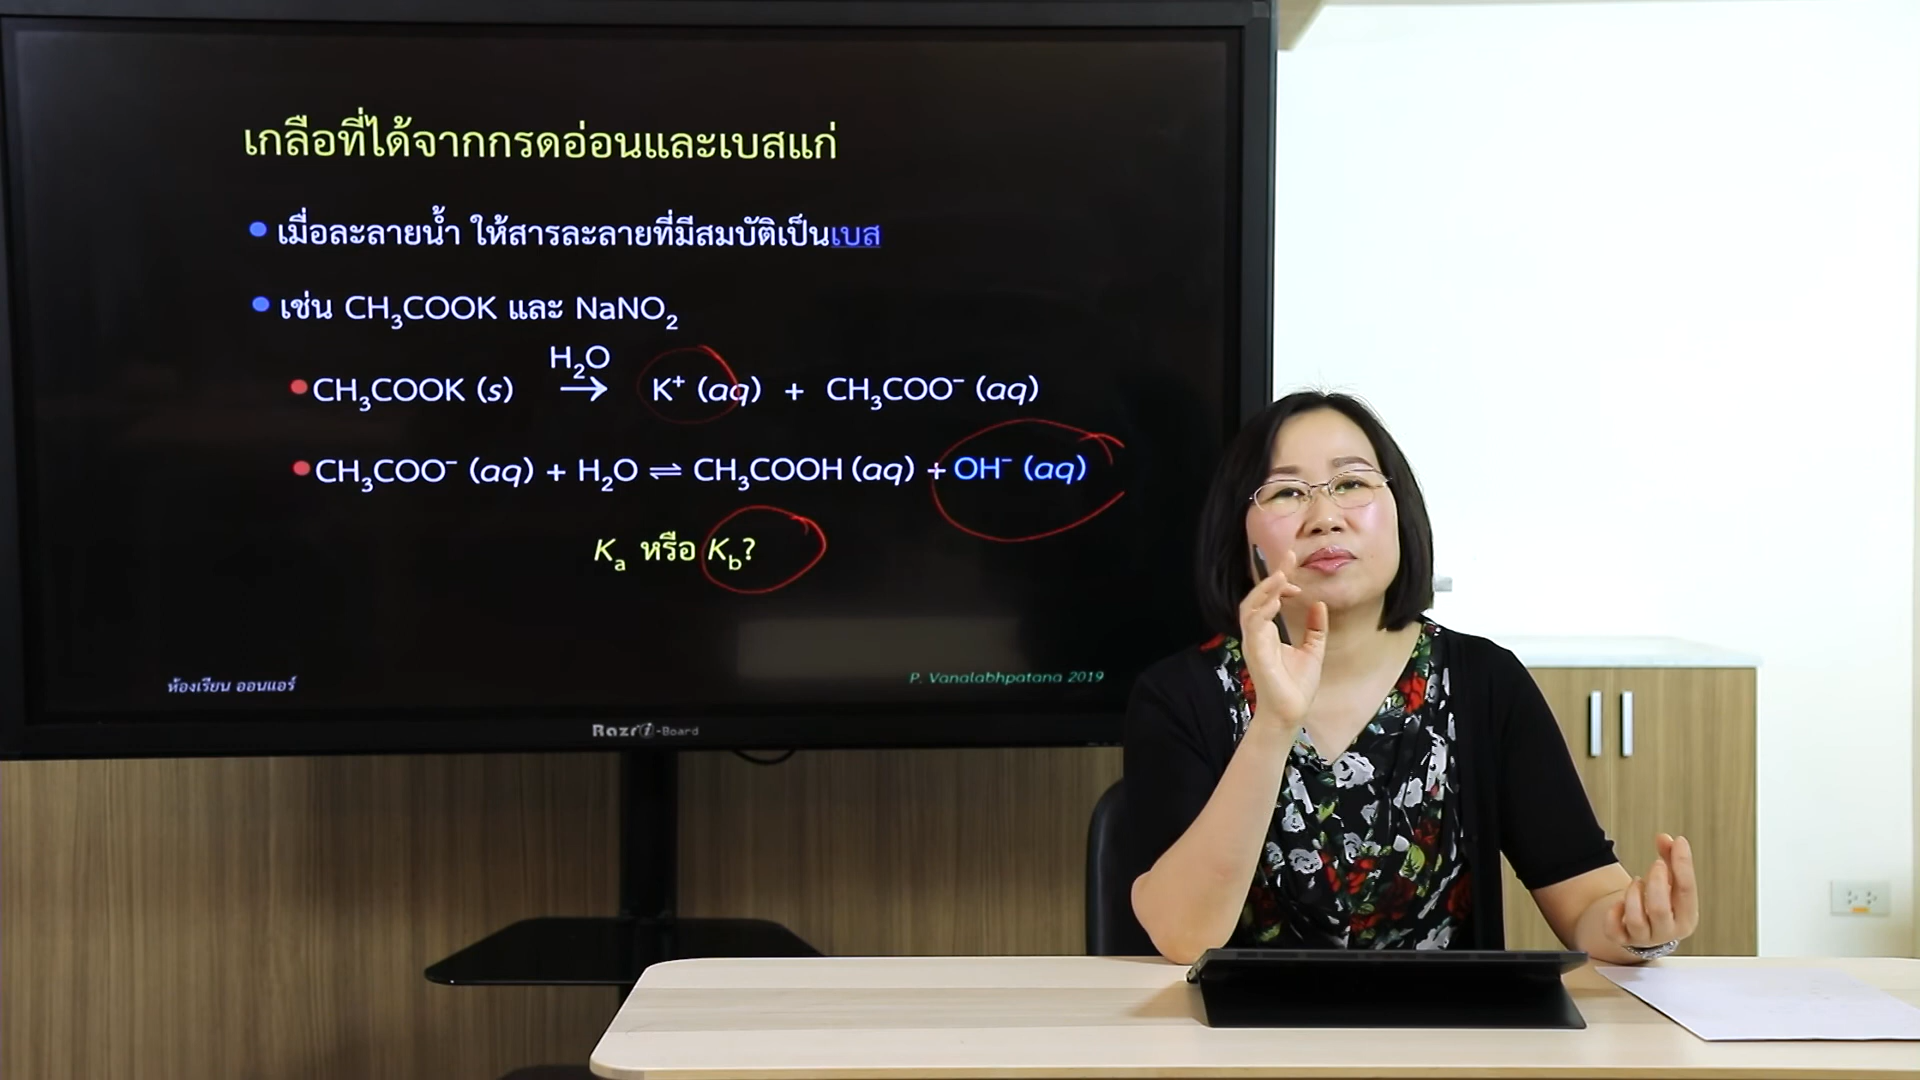 เกลือที่ได้จากกรดอ่อนและเบสแก่
เมื่อละลายน้ำ ให้สารละลายที่มีสมบัติเป็นเบส
เช่น CH₃COOK และ NaNO₂
H₂O
CH₃COOK (s) → K⁺ (aq) + CH₃COO⁻ (aq)
CH₃COO⁻ (aq) + H₂O ⇌ CH₃COOH (aq) + OH⁻ (aq)
Kₐ หรือ K_b?
ห้องเรียน ออนแอร์
P. Vanalabhpatana 2019
Razr i-Board